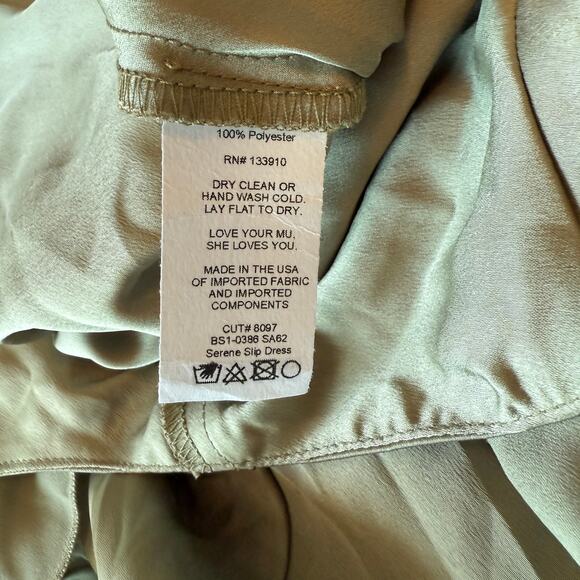 100% Polyester
RN# 133910
DRY CLEAN OR
HAND WASH COLD.
LAY FLAT TO DRY.
LOVE YOUR MU,
SHE LOVES YOU.
MADE IN THE USA
OF IMPORTED FABRIC
AND IMPORTED
COMPONENTS
CUT# 8097
BS1-0386 SA62
Serene Slip Dress